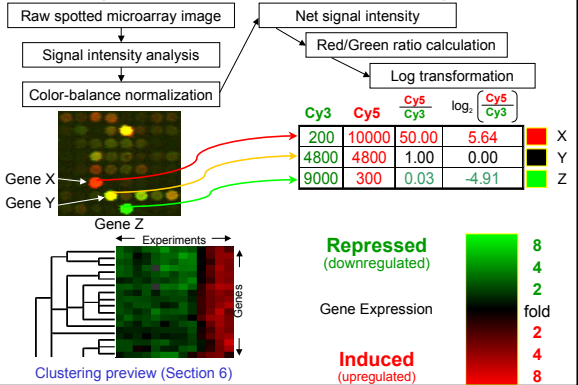 Raw spotted microarray image
Signal intensity analysis
Color-balance normalization
Net signal intensity
Red/Green ratio calculation
Log transformation
Cy3 Cy5 Cy5/Cy3 log₂(Cy5/Cy3)
200 10000 50.00 5.64 X
4800 4800 1.00 0.00 Y
9000 300 0.03 -4.91 Z
Gene X
Gene Y
Gene Z
Experiments
Genes
Clustering preview (Section 6)
Repressed
(downregulated)
Gene Expression
Induced
(upregulated)
8
4
2
fold
2
4
8